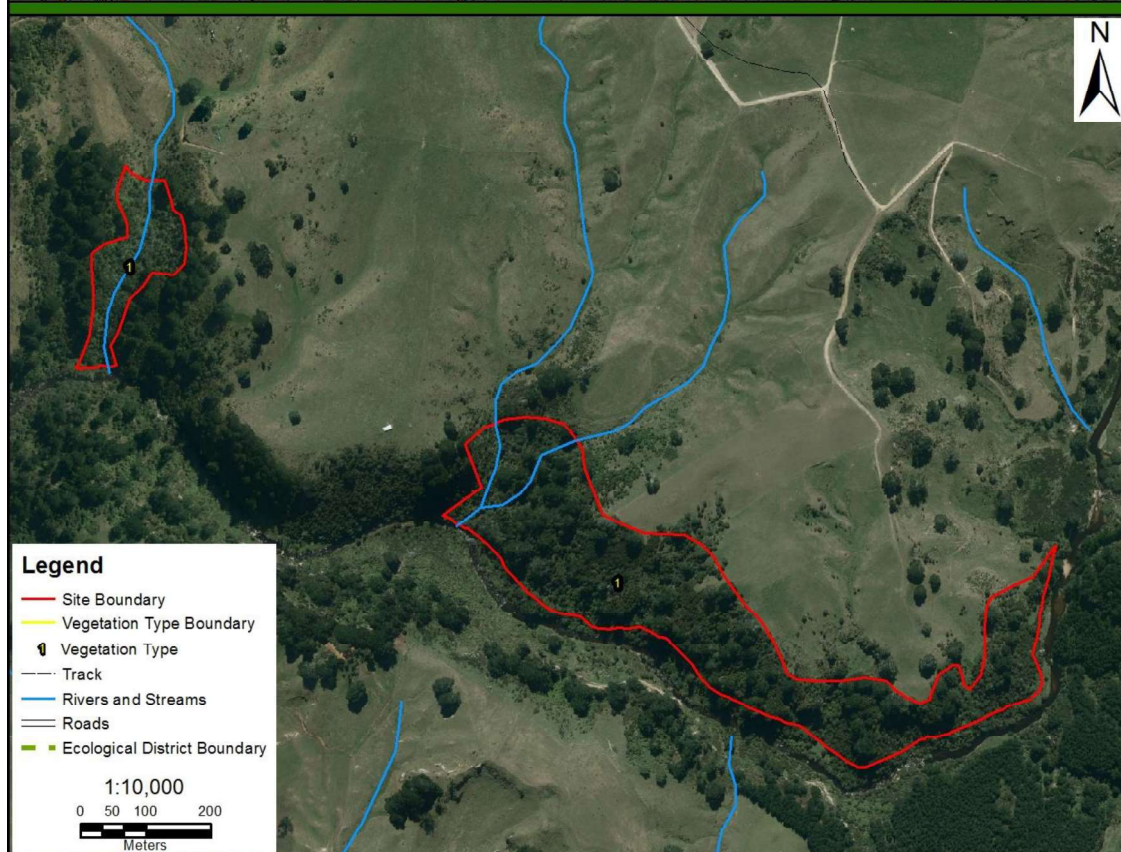 N
1
1
Legend
Site Boundary
Vegetation Type Boundary
1 Vegetation Type
Track
Rivers and Streams
Roads
Ecological District Boundary
1:10,000
0 50 100 200
Meters